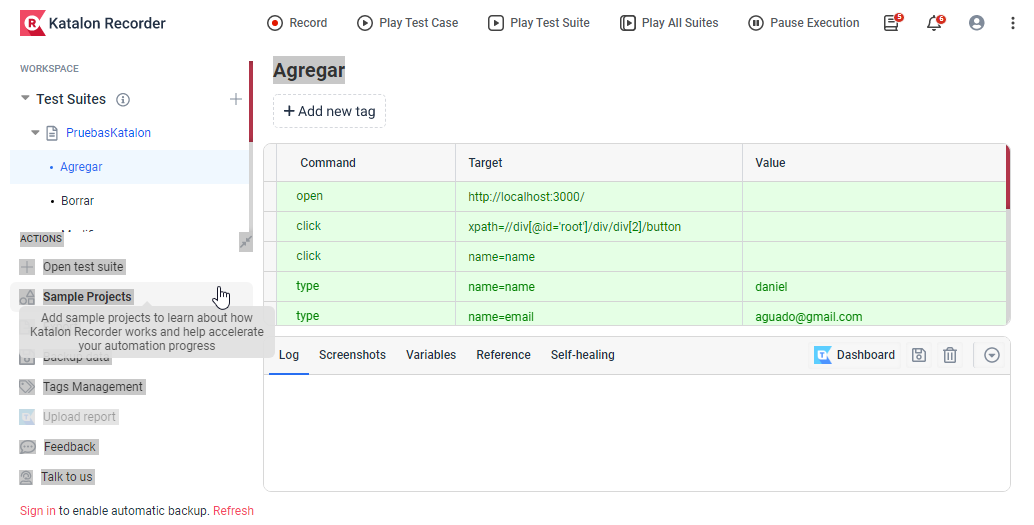 Katalon Recorder
Record
Play Test Case
Play Test Suite
Play All Suites
Pause Execution
5
6
WORKSPACE
Test Suites
PruebasKatalon
Agregar
Borrar
ACTIONS
Open test suite
Sample Projects
Add sample projects to learn about how
Katalon Recorder works and help accelerate
your automation progress
Backup data
Tags Management
Upload report
Feedback
Talk to us
Sign in to enable automatic backup. Refresh
Agregar
+ Add new tag
Command Target Value
open http://localhost:3000/
click xpath=//div[@id='root']/div/div[2]/button
click name=name
type name=name daniel
type name=email aguado@gmail.com
Log Screenshots Variables Reference Self-healing Dashboard